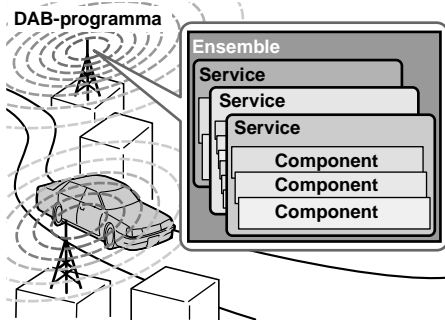 DAB-programma
Ensemble
Service
Service
Service
Component
Component
Component